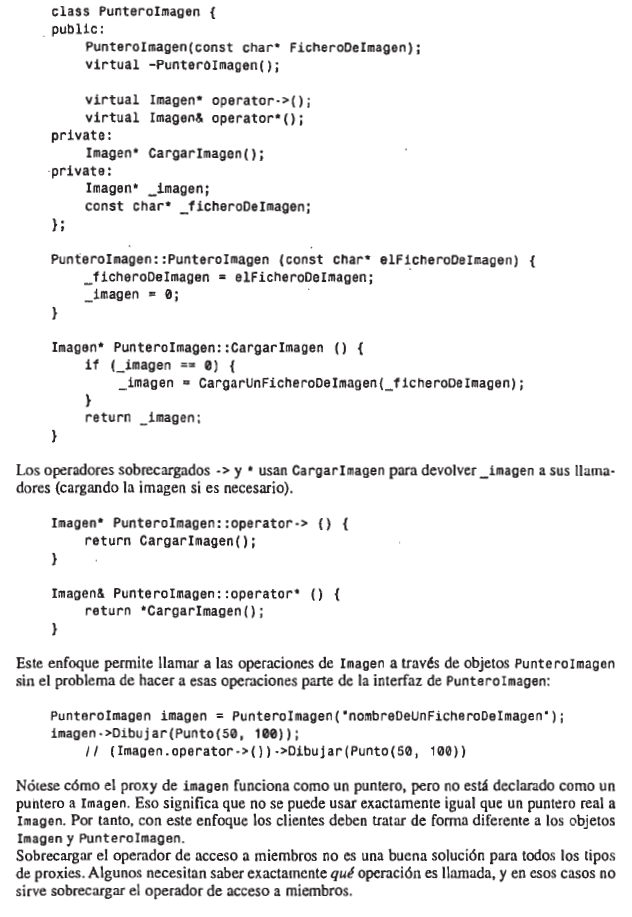 class PunteroImagen {
public:
PunteroImagen(const char* FicheroDeImagen);
virtual ~PunteroImagen();
virtual Imagen* operator->();
virtual Imagen& operator*();
private:
Imagen* CargarImagen();
private:
Imagen* _imagen;
const char* _ficheroDeImagen;
};
PunteroImagen::PunteroImagen (const char* elFicheroDeImagen) {
_ficheroDeImagen = elFicheroDeImagen;
_imagen = 0;
}
Imagen* PunteroImagen::CargarImagen () {
if (_imagen == 0) {
_imagen = CargarUnFicheroDeImagen(_ficheroDeImagen);
}
return _imagen;
}
Los operadores sobrecargados -> y * usan CargarImagen para devolver _imagen a sus llama-
dores (cargando la imagen si es necesario).
Imagen* PunteroImagen::operator-> () {
return CargarImagen();
}
Imagen& PunteroImagen::operator* () {
return *CargarImagen();
}
Este enfoque permite llamar a las operaciones de Imagen a través de objetos PunteroImagen
sin el problema de hacer a esas operaciones parte de la interfaz de PunteroImagen:
PunteroImagen imagen = PunteroImagen("nombreDeUnFicheroDeImagen");
imagen->Dibujar(Punto(50, 100));
// (Imagen.operator->())->Dibujar(Punto(50, 100))
Nótese cómo el proxy de imagen funciona como un puntero, pero no está declarado como un
puntero a Imagen. Eso significa que no se puede usar exactamente igual que un puntero real a
Imagen. Por tanto, con este enfoque los clientes deben tratar de forma diferente a los objetos
Imagen y PunteroImagen.
Sobrecargar el operador de acceso a miembros no es una buena solución para todos los tipos
de proxies. Algunos necesitan saber exactamente qué operación es llamada, y en esos casos no
sirve sobrecargar el operador de acceso a miembros.